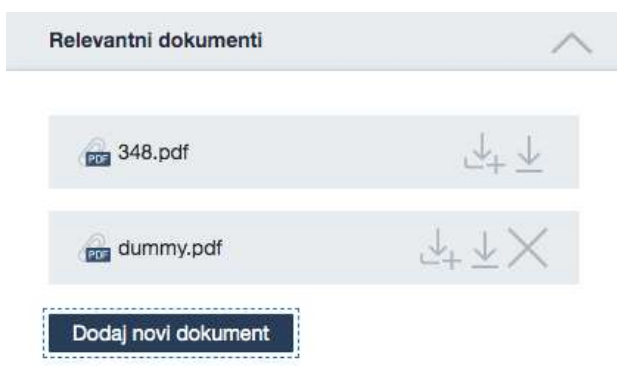 Relevantni dokumenti
PDF 348.pdf
PDF dummy.pdf
Dodaj novi dokument